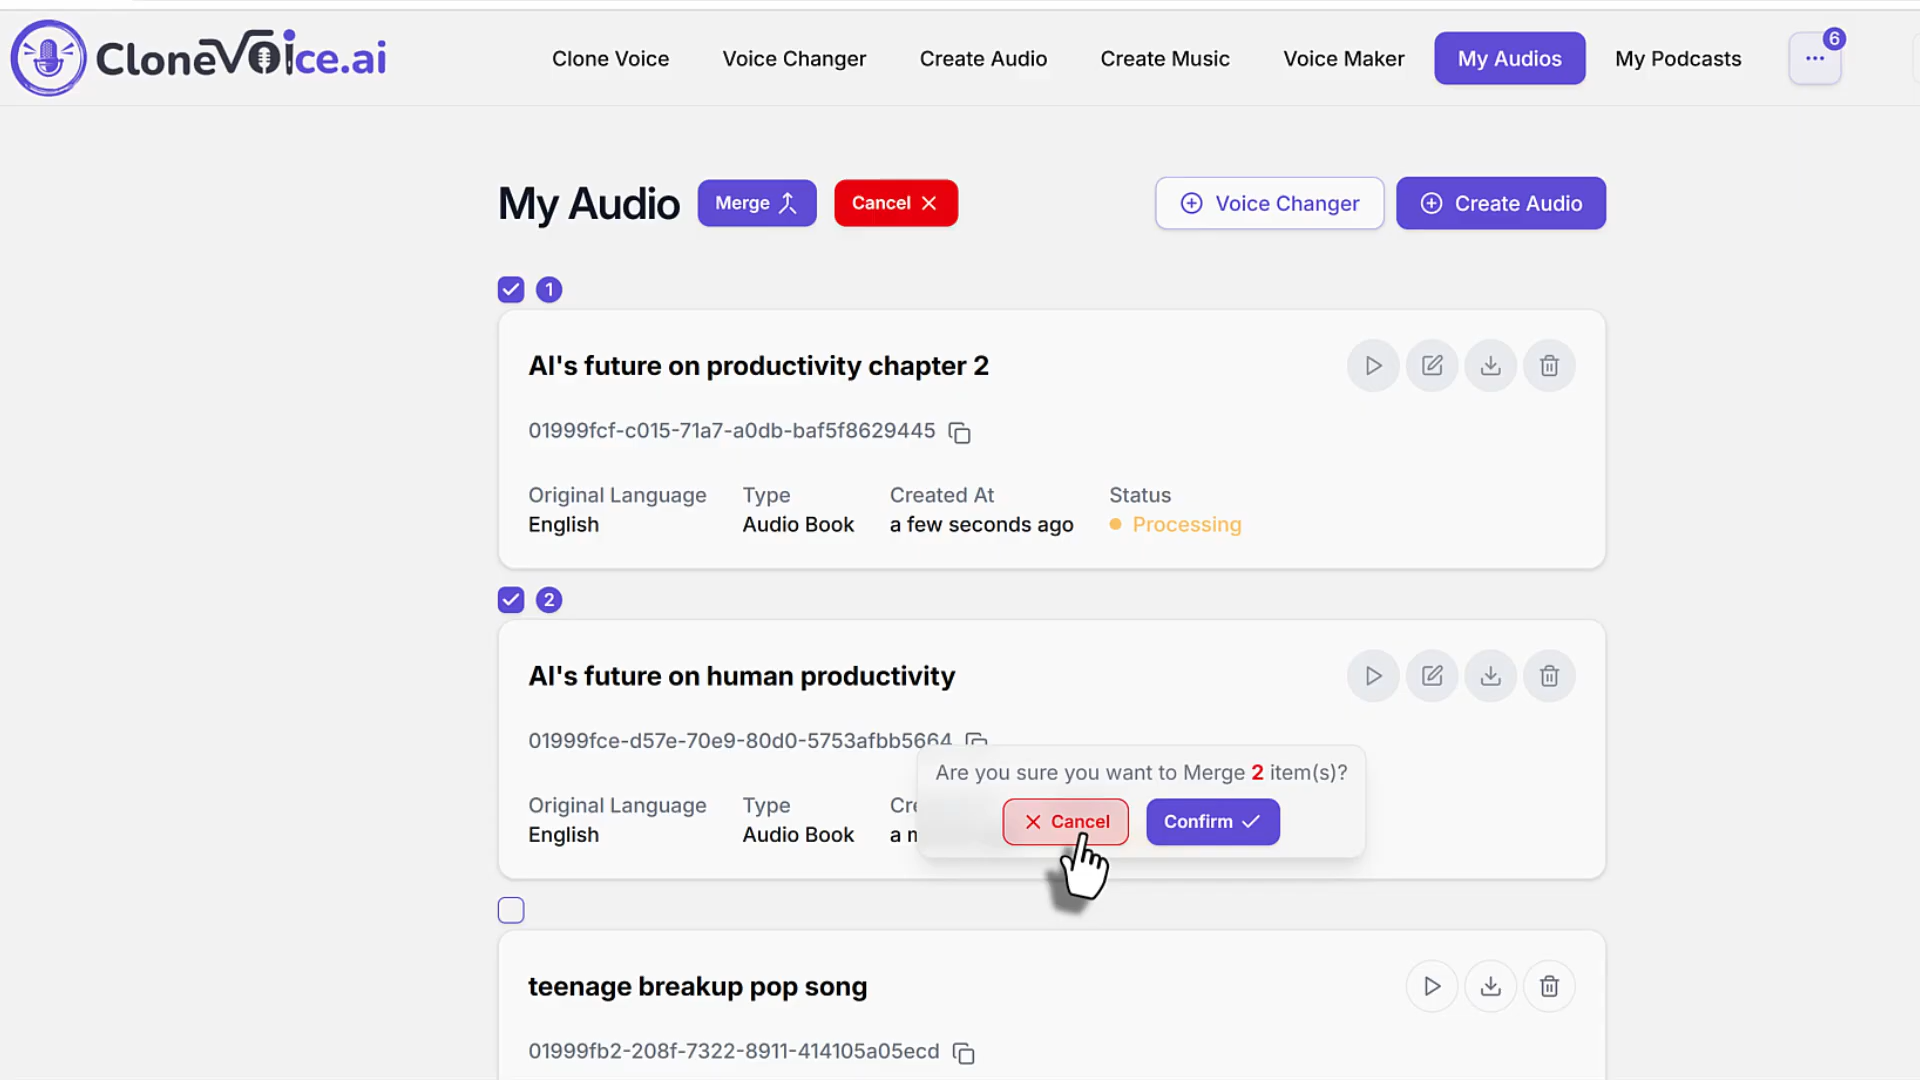 CloneVoice.ai
Clone Voice
Voice Changer
Create Audio
Create Music
Voice Maker
My Audios
My Podcasts
6
My Audio
Merge
Cancel
Voice Changer
Create Audio
1
AI's future on productivity chapter 2
01999fcf-c015-71a7-a0db-baf5f8629445
Original Language
Type
Created At
Status
English
Audio Book
a few seconds ago
Processing
2
AI's future on human productivity
01999fce-d57e-70e9-80d0-5753afbb5664
Are you sure you want to Merge 2 item(s)?
Cancel
Confirm
Original Language
Type
English
Audio Book
teenage breakup pop song
01999fb2-208f-7322-8911-414105a05ecd